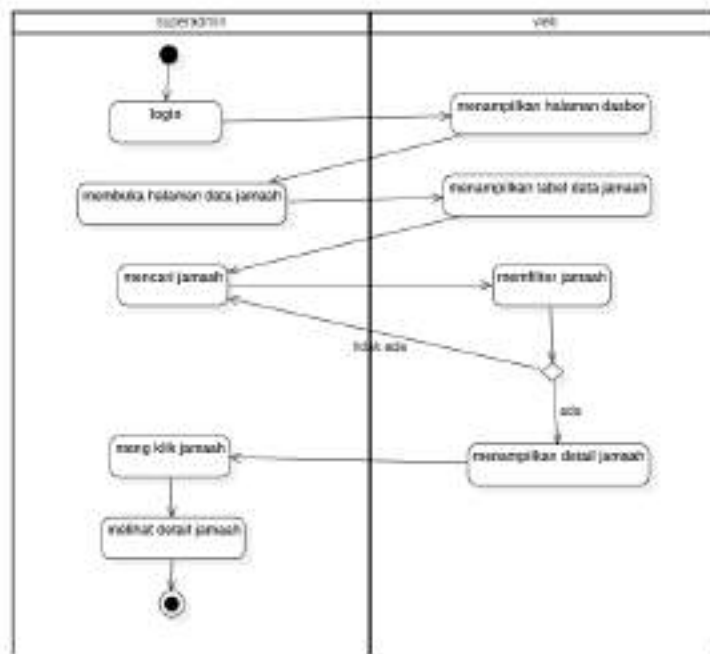 superadmin
web
login
menampilkan halaman dasbor
membuka halaman data jamaah
menampilkan tabel data jamaah
mencari jamaah
memfilter jamaah
tidak ada
ada
meng klik jamaah
menampilkan detail jamaah
melihat detail jamaah